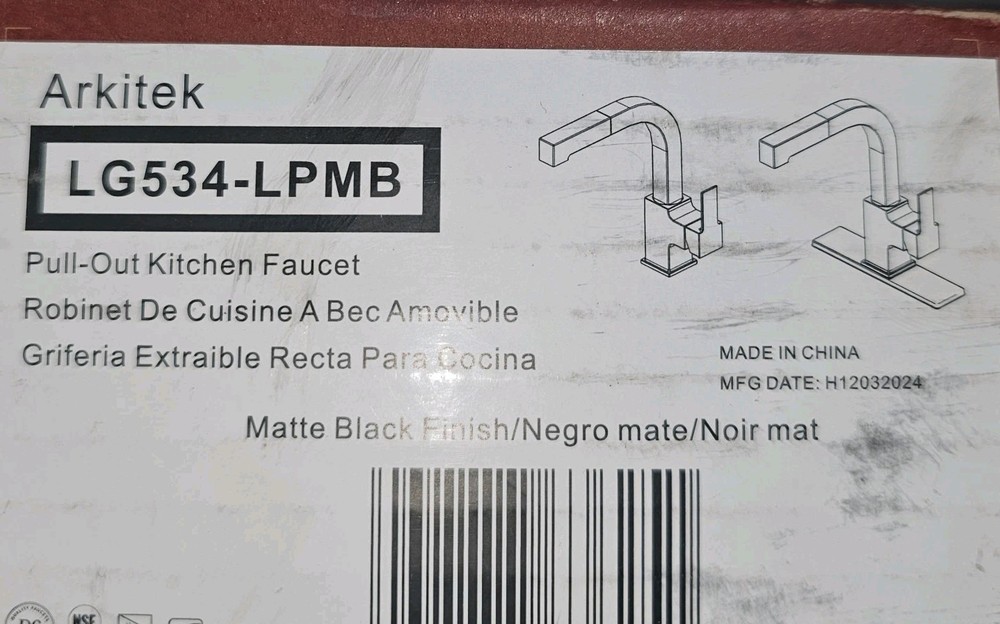 Arkitek
LG534-LPMB
Pull-Out Kitchen Faucet
Robinet De Cuisine A Bec Amovible
Griferia Extraible Recta Para Cocina
MADE IN CHINA
MFG DATE: H12032024
Matte Black Finish/Negro mate/Noir mat
NSF